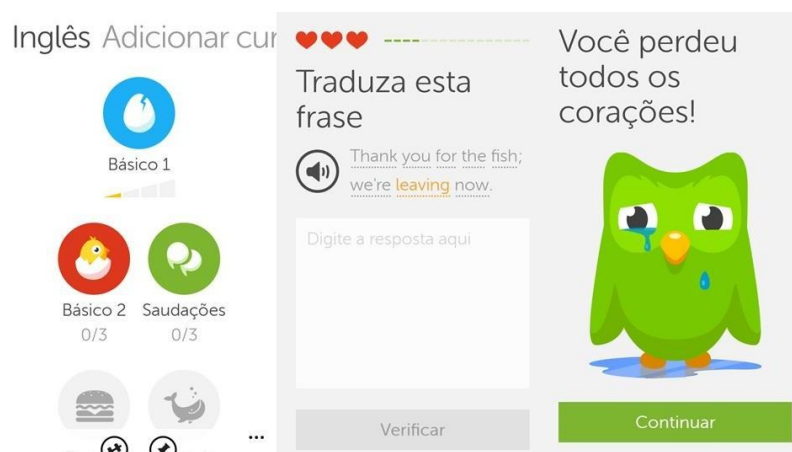 Inglês Adicionar cur
Básico 1
Básico 2 Saudações
0/3 0/3
...
Traduza esta
frase
Thank you for the fish;
we're leaving now.
Digite a resposta aqui
Verificar
Você perdeu
todos os
corações!
Continuar